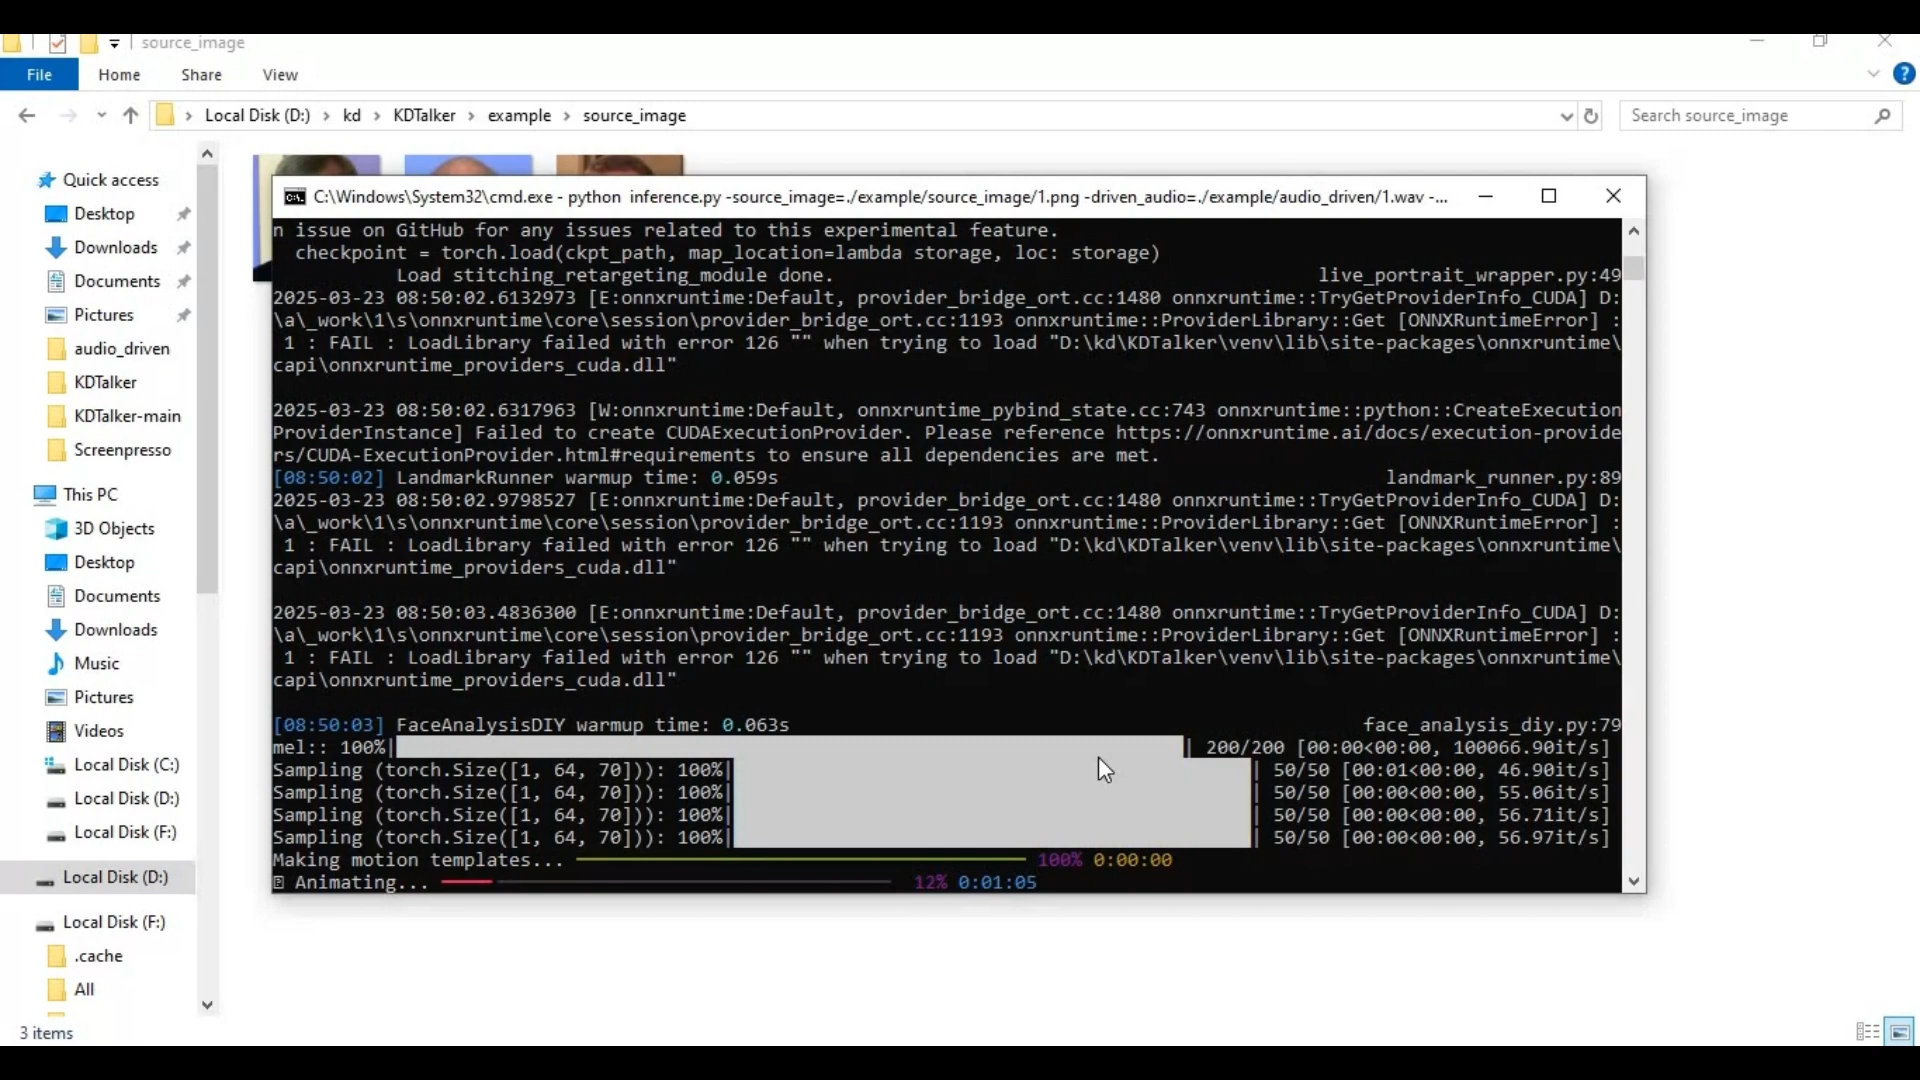 source_image
File
Home
Share
View
Local Disk (D:) > kd > KDTalker > example > source_image
Search source_image
Quick access
Desktop
Downloads
Documents
Pictures
audio_driven
KDTalker
KDTalker-main
Screenpresso
This PC
3D Objects
Desktop
Documents
Downloads
Music
Pictures
Videos
Local Disk (C:)
Local Disk (D:)
Local Disk (F:)
Local Disk (D:)
Local Disk (F:)
.cache
All
3 items
C:\Windows\System32\cmd.exe - python  inference.py -source_image=./example/source_image/1.png -driven_audio=./example/audio_driven/1.wav -...
n issue on GitHub for any issues related to this experimental feature.
checkpoint = torch.load(ckpt_path, map_location=lambda storage, loc: storage)
Load stitching_retargeting_module done. live_portrait_wrapper.py:49
2025-03-23 08:50:02.6132973 [E:onnxruntime:Default, provider_bridge_ort.cc:1480 onnxruntime::TryGetProviderInfo_CUDA] D:
\a\_work\1\s\onnxruntime\core\session\provider_bridge_ort.cc:1193 onnxruntime::ProviderLibrary::Get [ONNXRuntimeError] :
1 : FAIL : LoadLibrary failed with error 126 "" when trying to load "D:\kd\KDTalker\venv\lib\site-packages\onnxruntime\
capi\onnxruntime_providers_cuda.dll"
2025-03-23 08:50:02.6317963 [W:onnxruntime:Default, onnxruntime_pybind_state.cc:743 onnxruntime::python::CreateExecution
ProviderInstance] Failed to create CUDAExecutionProvider. Please reference https://onnxruntime.ai/docs/execution-provide
rs/CUDA-ExecutionProvider.html#requirements to ensure all dependencies are met.
[08:50:02] LandmarkRunner warmup time: 0.059s landmark_runner.py:89
2025-03-23 08:50:02.9798527 [E:onnxruntime:Default, provider_bridge_ort.cc:1480 onnxruntime::TryGetProviderInfo_CUDA] D:
\a\_work\1\s\onnxruntime\core\session\provider_bridge_ort.cc:1193 onnxruntime::ProviderLibrary::Get [ONNXRuntimeError] :
1 : FAIL : LoadLibrary failed with error 126 "" when trying to load "D:\kd\KDTalker\venv\lib\site-packages\onnxruntime\
capi\onnxruntime_providers_cuda.dll"
2025-03-23 08:50:03.4836300 [E:onnxruntime:Default, provider_bridge_ort.cc:1480 onnxruntime::TryGetProviderInfo_CUDA] D:
\a\_work\1\s\onnxruntime\core\session\provider_bridge_ort.cc:1193 onnxruntime::ProviderLibrary::Get [ONNXRuntimeError] :
1 : FAIL : LoadLibrary failed with error 126 "" when trying to load "D:\kd\KDTalker\venv\lib\site-packages\onnxruntime\
capi\onnxruntime_providers_cuda.dll"
[08:50:03] FaceAnalysisDIY warmup time: 0.063s face_analysis_diy.py:79
mel:: 100%| | 200/200 [00:00<00:00, 100066.90it/s]
Sampling (torch.Size([1, 64, 70])): 100%| | 50/50 [00:01<00:00, 46.90it/s]
Sampling (torch.Size([1, 64, 70])): 100%| | 50/50 [00:00<00:00, 55.06it/s]
Sampling (torch.Size([1, 64, 70])): 100%| | 50/50 [00:00<00:00, 56.71it/s]
Sampling (torch.Size([1, 64, 70])): 100%| | 50/50 [00:00<00:00, 56.97it/s]
Making motion templates... 100% 0:00:00
Animating... 12% 0:01:05